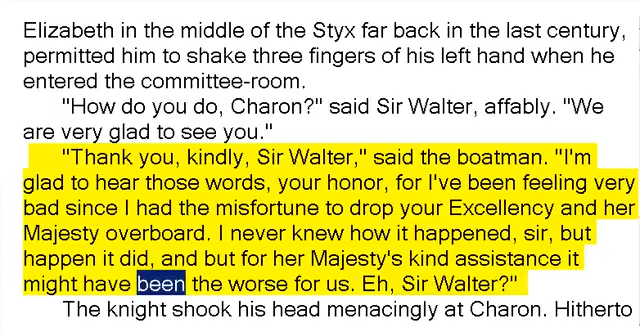 Elizabeth in the middle of the Styx far back in the last century,
permitted him to shake three fingers of his left hand when he
entered the committee-room.
"How do you do, Charon?" said Sir Walter, affably. "We
are very glad to see you."
"Thank you, kindly, Sir Walter," said the boatman. "I'm
glad to hear those words, your honor, for I've been feeling very
bad since I had the misfortune to drop your Excellency and her
Majesty overboard. I never knew how it happened, sir, but
happen it did, and but for her Majesty's kind assistance it
might have been the worse for us. Eh, Sir Walter?"
The knight shook his head menacingly at Charon. Hitherto